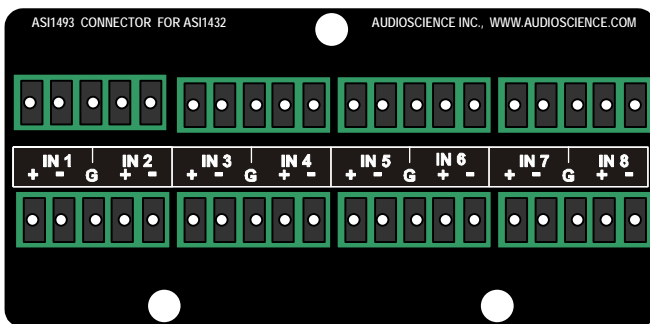 ASI1493 CONNECTOR FOR ASI1432 AUDIOSCIENCE INC., WWW.AUDIOSCIENCE.COM
IN 1 IN 2 IN 3 IN 4 IN 5 IN 6 IN 7 IN 8
+ - G + - + - G + - + - G + - + - G + -